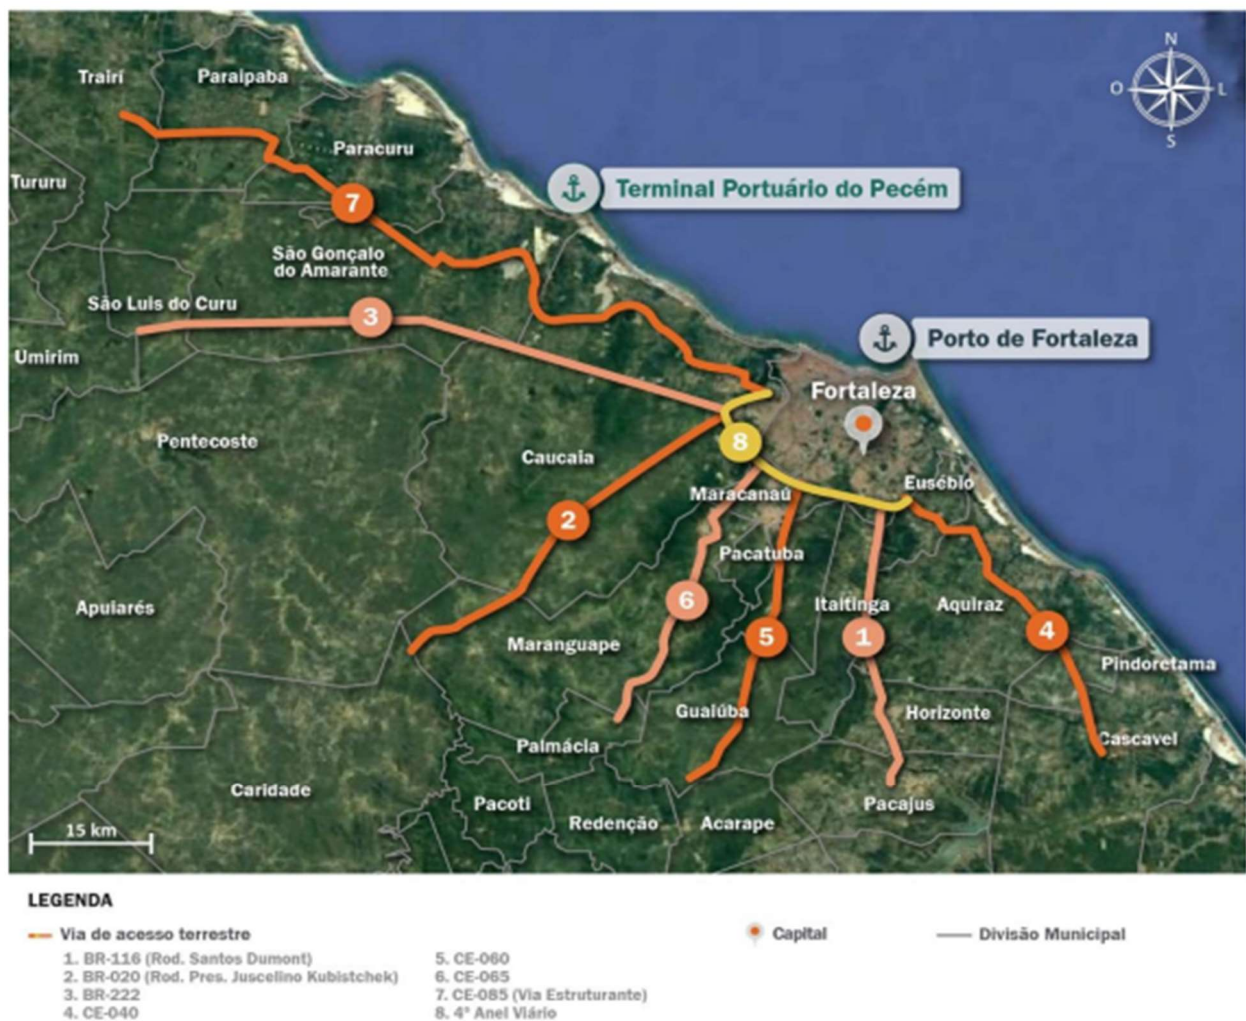 N
O
L
S
Trairí
Paraipaba
Paracuru
Tururu
Terminal Portuário do Pecém
7
São Gonçalo
do Amarante
São Luis do Curu
3
Umirim
Porto de Fortaleza
Fortaleza
Pentecoste
Caucaia
8
Eusébio
Maracanaú
2
Pacatuba
Apuiarés
6
Itaitinga
Aquiraz
Maranguape
5
1
4
Pindoretama
Guaiúba
Horizonte
Palmácia
Cascavel
Caridade
Pacoti
Redenção
Acarape
Pacajus
15 km
LEGENDA
Via de acesso terrestre
1. BR-116 (Rod. Santos Dumont)
2. BR-020 (Rod. Pres. Juscelino Kubistchek)
3. BR-222
4. CE-040
5. CE-060
6. CE-065
7. CE-085 (Via Estruturante)
8. 4º Anel Viário
Capital
Divisão Municipal